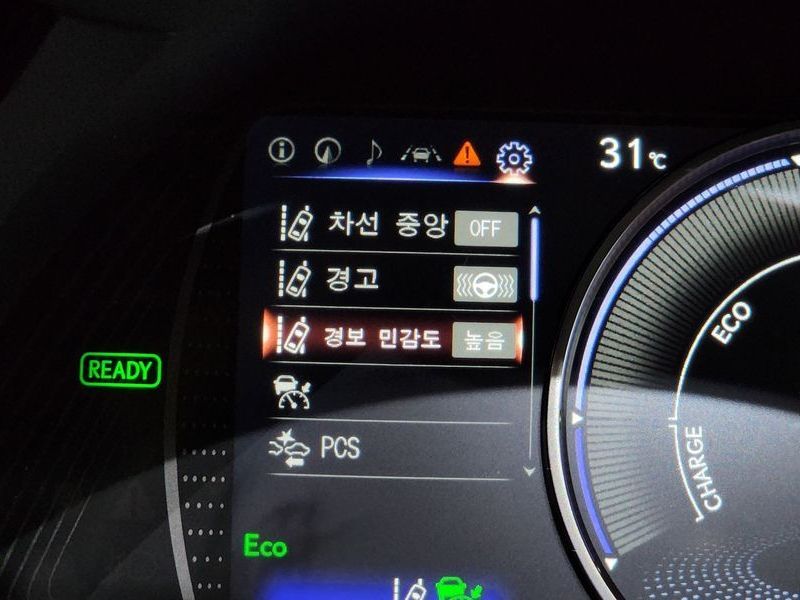 31℃
차선 중앙 OFF
경고
경보 민감도 높음
READY
PCS
Eco
ECO
CHARGE